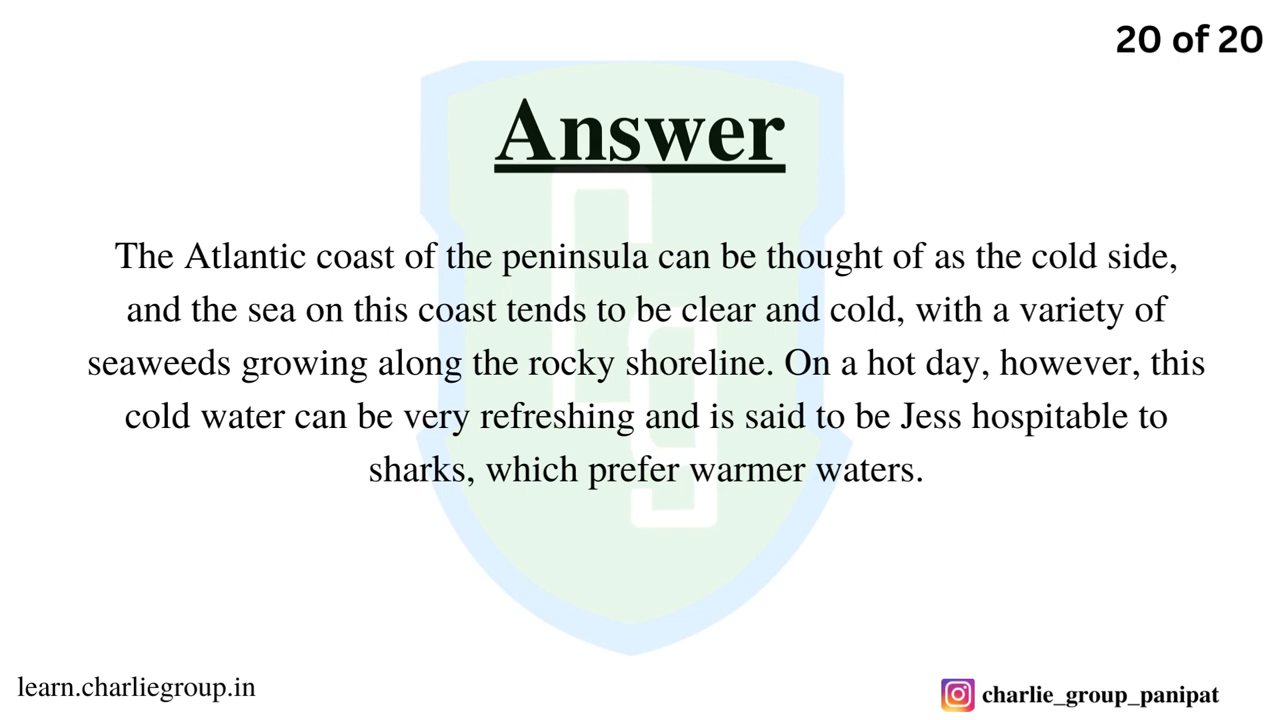 20 of 20
Answer
The Atlantic coast of the peninsula can be thought of as the cold side,
and the sea on this coast tends to be clear and cold, with a variety of
seaweeds growing along the rocky shoreline. On a hot day, however, this
cold water can be very refreshing and is said to be Jess hospitable to
sharks, which prefer warmer waters.
learn.charliegroup.in
charlie_group_panipat